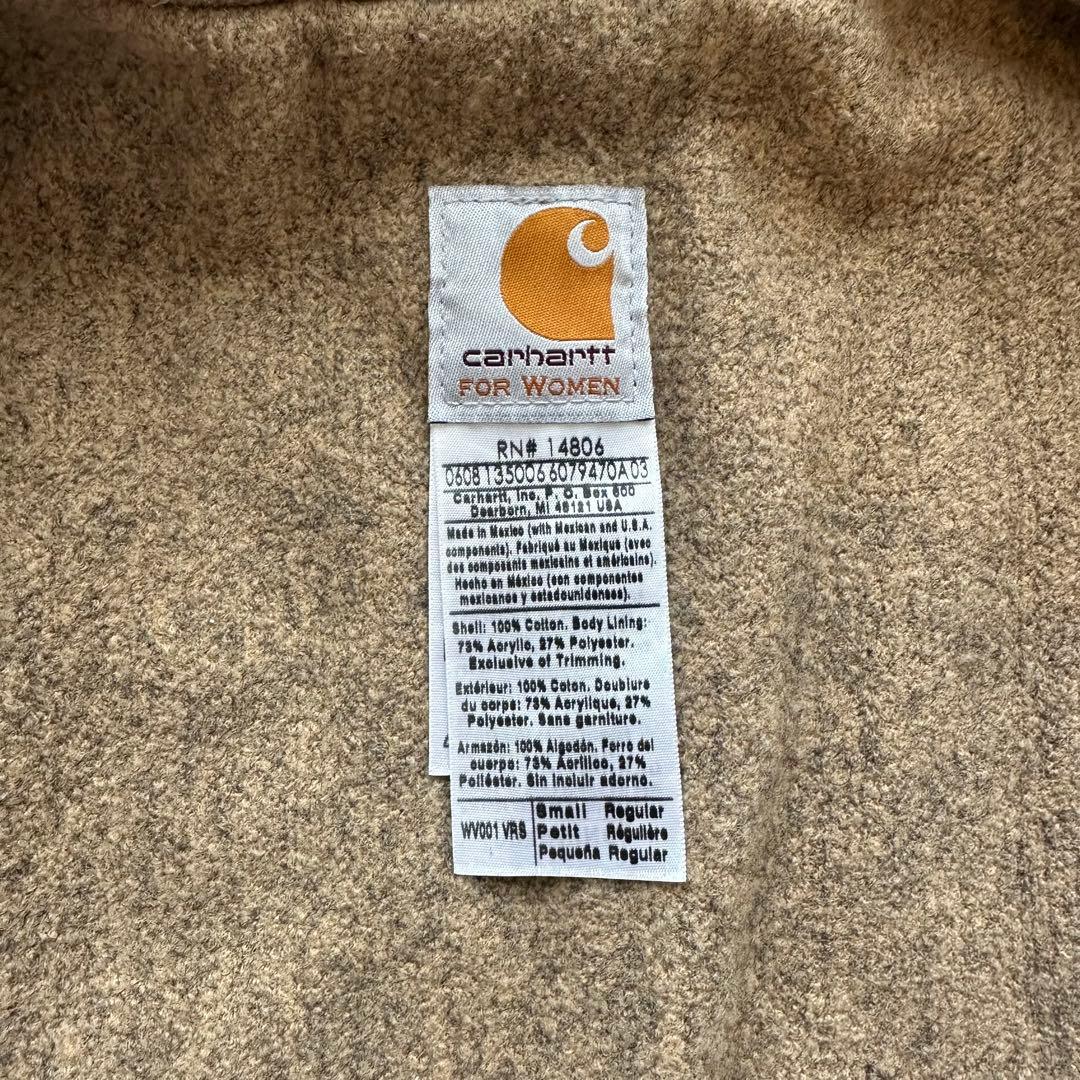 carhartt
FOR WOMEN
RN# 14806
0608135006 6079470A 03
Carhartt, Inc. P. O. Box 600
Dearborn, MI 48121 USA
Made in Mexico (with Mexican and U.S.A.
components). Fabriqué au Mexique (avec
des composants mexicains et américains).
Hecho en México (con componentes
mexicanos y estadounidenses).
Shell: 100% Cotton. Body Lining:
73% Acrylic, 27% Polyester.
Exclusive of Trimming.
Extérieur: 100% Coton. Doublure
du corps: 73% Acrylique, 27%
Polyester. Sans garniture.
Armazón: 100% Algodón. Forro del
cuerpo: 73% Acrílico, 27%
Poliéster. Sin incluir adorno.
WV001 VRS
Small Regular
Petit Régulière
Pequeña Regular